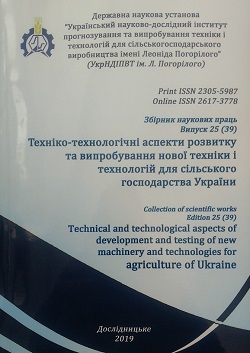 Державна наукова установа
"Український науково-дослідний інститут
прогнозування та випробування техніки і
технологій для сільськогосподарського
виробництва імені Леоніда Погорілого"
(УкрНДІПВТ ім. Л. Погорілого)
Print ISSN 2305-5987
Online ISSN 2617-3778
Збірник наукових праць
Випуск 25 (39)
Техніко-технологічні аспекти розвитку
та випробування нової техніки і
технологій для сільського
господарства України
Collection of scientific works
Edition 25 (39)
Technical and technological aspects of
development and testing of new
machinery and technologies for
agriculture of Ukraine
Дослідницьке
2019